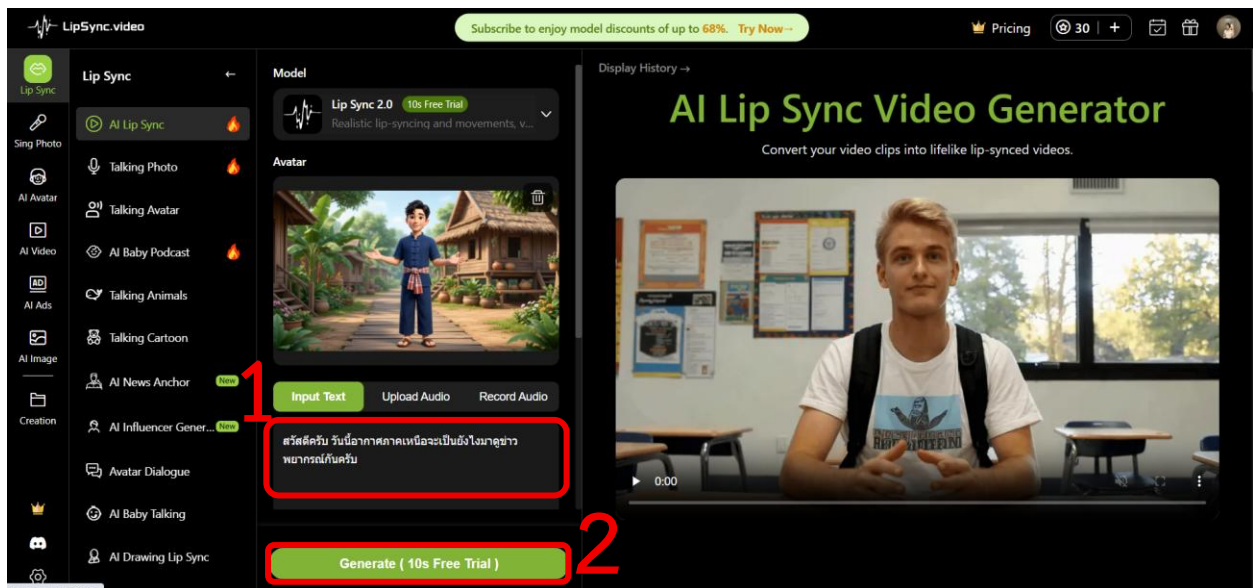 LipSync.video
Subscribe to enjoy model discounts of up to 68%. Try Now→
Pricing
30 | +
Lip Sync
Sing Photo
AI Avatar
AI Video
AD
AI Ads
AI Image
Creation
Lip Sync ←
AI Lip Sync
Talking Photo
Talking Avatar
AI Baby Podcast
Talking Animals
Talking Cartoon
AI News Anchor New
AI Influencer Gener... New
Avatar Dialogue
AI Baby Talking
AI Drawing Lip Sync
Model
Lip Sync 2.0 10s Free Trial
Realistic lip-syncing and movements, v...
Avatar
1
Input Text Upload Audio Record Audio
สวัสดีครับ วันนี้อากาศภาคเหนือจะเป็นยังไงมาดูข่าว
พยากรณ์กันครับ
2
Generate ( 10s Free Trial )
Display History →
AI Lip Sync Video Generator
Convert your video clips into lifelike lip-synced videos.
0:00